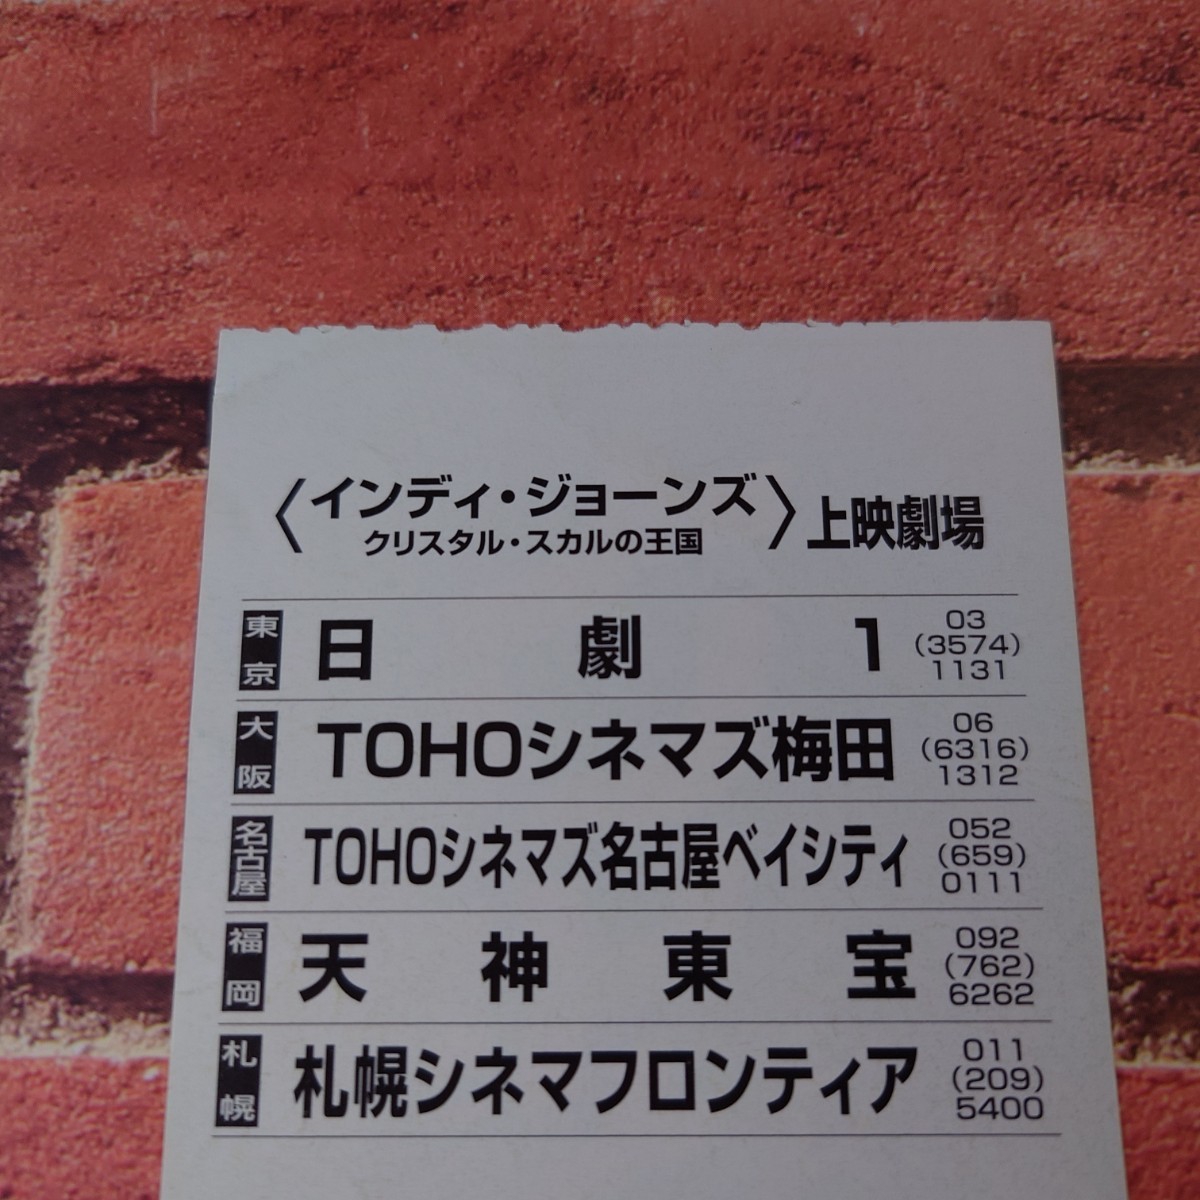 〈インディ・ジョーンズ
クリスタル・スカルの王国〉上映劇場
東京 日劇1 03(3574)1131
大阪 TOHOシネマズ梅田 06(6316)1312
名古屋 TOHOシネマズ名古屋ベイシティ 052(659)0111
福岡 天神東宝 092(762)6262
札幌 札幌シネマフロンティア 011(209)5400